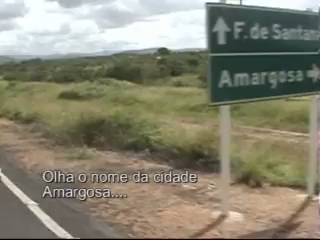 F. de Santan
Amargosa
Olha o nome da cidade
Amargosa....